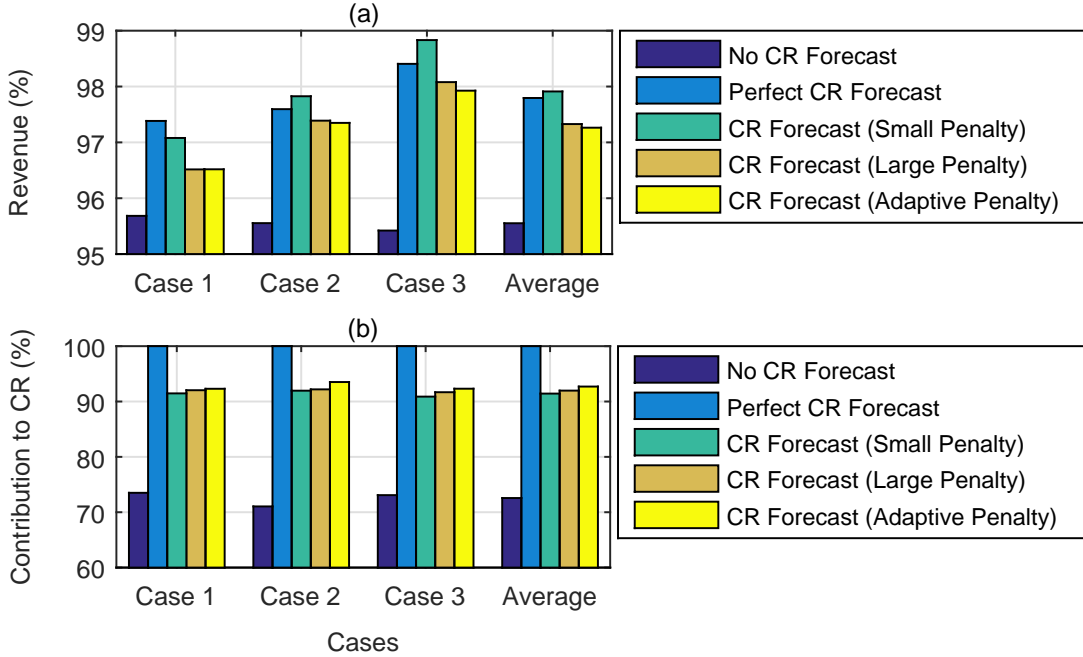 (a)
Revenue (%)
99
98
97
96
95
Case 1 Case 2 Case 3 Average
No CR Forecast
Perfect CR Forecast
CR Forecast (Small Penalty)
CR Forecast (Large Penalty)
CR Forecast (Adaptive Penalty)
(b)
Contribution to CR (%)
100
90
80
70
60
Case 1 Case 2 Case 3 Average
Cases
No CR Forecast
Perfect CR Forecast
CR Forecast (Small Penalty)
CR Forecast (Large Penalty)
CR Forecast (Adaptive Penalty)